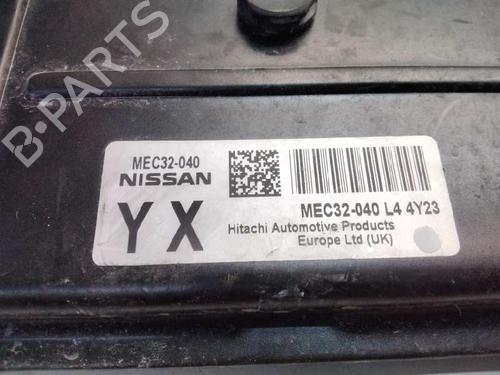 B-PARTS
MEC32-040
NISSAN
YX
MEC32-040 L4 4Y23
Hitachi Automotive Products
Europe Ltd (UK)